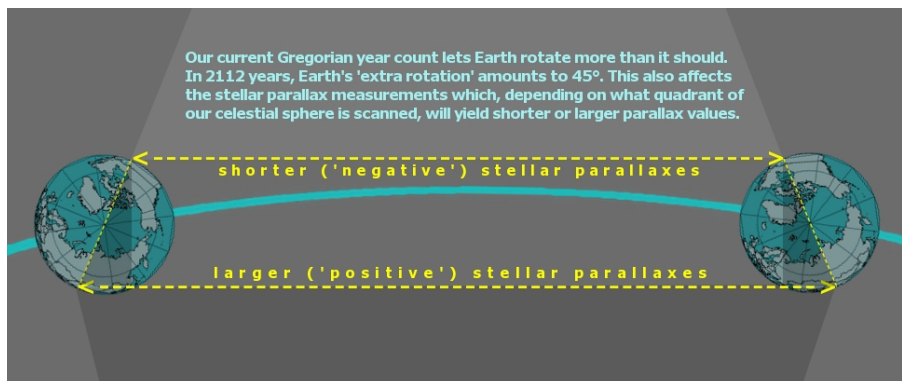 Our current Gregorian year count lets Earth rotate more than it should.
In 2112 years, Earth's 'extra rotation' amounts to 45°. This also affects
the stellar parallax measurements which, depending on what quadrant of
our celestial sphere is scanned, will yield shorter or larger parallax values.
shorter ('negative') stellar parallaxes
larger ('positive') stellar parallaxes